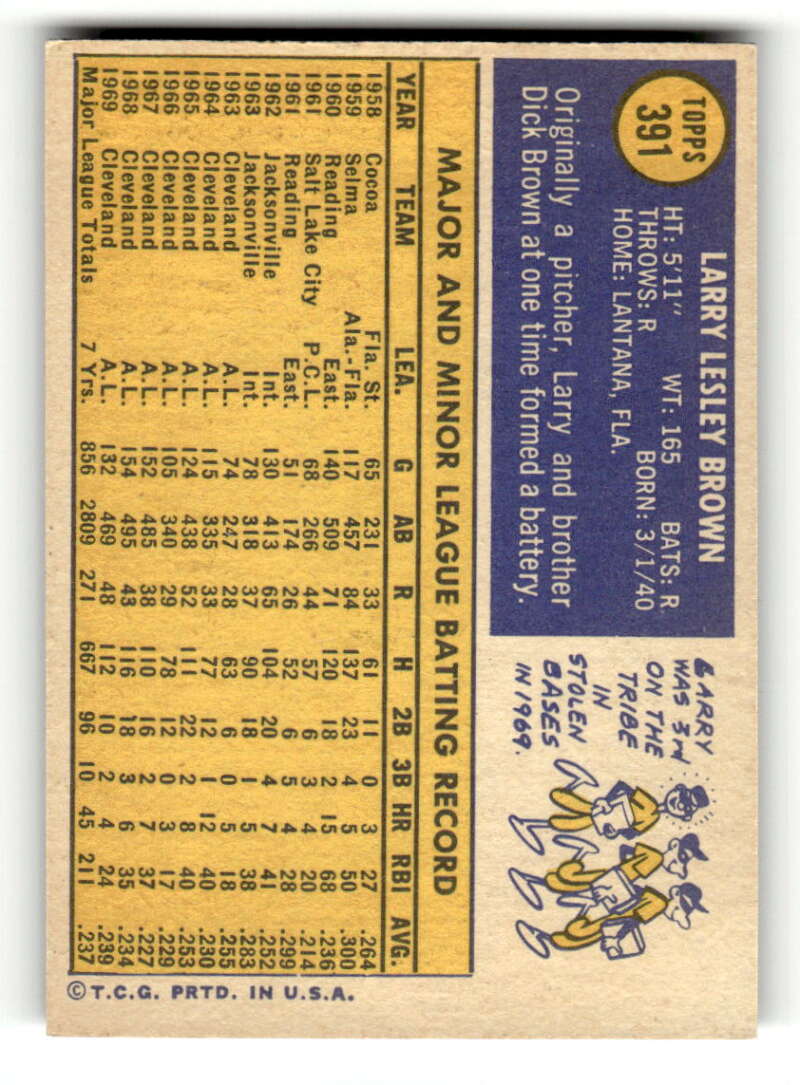 TOPPS
391
LARRY LESLEY BROWN
HT: 5'11" WT: 165 BATS: R
THROWS: R BORN: 3/1/40
HOME: LANTANA, FLA.
Originally a pitcher, Larry and brother
Dick Brown at one time formed a battery.
LARRY
WAS 3rd
ON THE
TRIBE
IN
STOLEN
BASES
IN 1969.
MAJOR AND MINOR LEAGUE BATTING RECORD
YEAR TEAM LEA. G AB R H 2B 3B HR RBI AVG.
1958 Cocoa Fla. St. 65 231 33 61 11 0 3 27 .264
1959 Selma Ala.-Fla. 117 457 84 137 23 4 5 50 .300
1960 Reading East. 140 509 71 120 18 2 15 68 .236
1961 Salt Lake City P.C.L. 68 266 44 57 6 3 4 20 .214
1961 Reading East. 51 174 26 52 6 5 4 28 .299
1962 Jacksonville Int. 130 413 65 104 20 4 7 41 .252
1963 Jacksonville Int. 78 318 37 90 18 1 5 38 .283
1963 Cleveland A.L. 74 247 28 63 6 0 5 18 .255
1964 Cleveland A.L. 115 335 33 77 12 1 12 40 .230
1965 Cleveland A.L. 124 438 52 111 22 2 8 40 .253
1966 Cleveland A.L. 105 340 29 78 12 0 3 17 .229
1967 Cleveland A.L. 152 485 38 110 16 2 7 37 .227
1968 Cleveland A.L. 154 495 43 116 18 3 6 35 .234
1969 Cleveland A.L. 132 469 48 112 10 2 4 24 .239
Major League Totals 7 Yrs. 856 2809 271 667 96 10 45 211 .237
© T.C.G. PRTD. IN U.S.A.